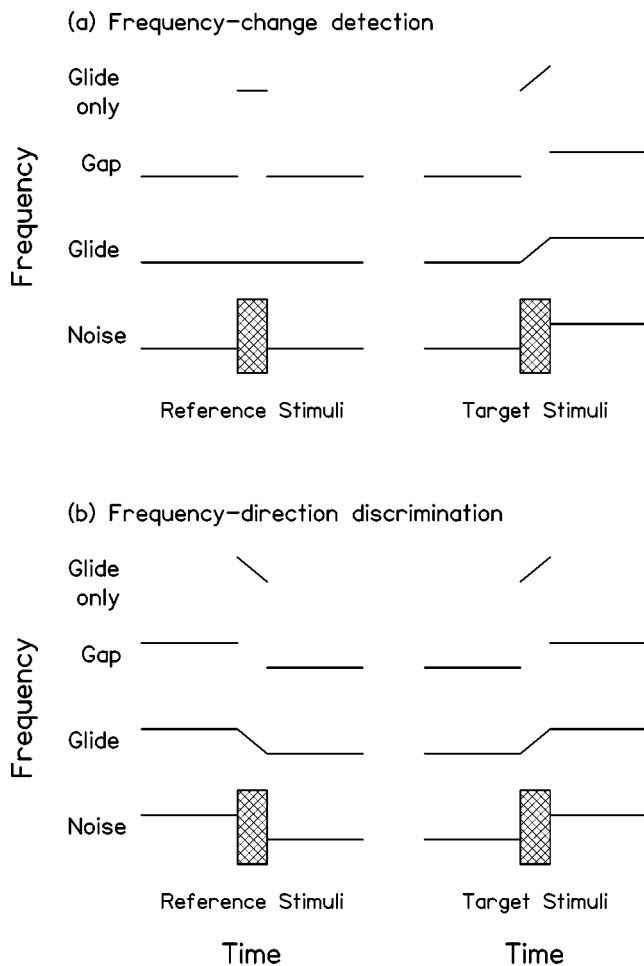 (a) Frequency-change detection
Glide
only
Gap
Glide
Noise
Frequency
Reference Stimuli
Target Stimuli
(b) Frequency-direction discrimination
Glide
only
Gap
Glide
Noise
Frequency
Reference Stimuli
Target Stimuli
Time
Time